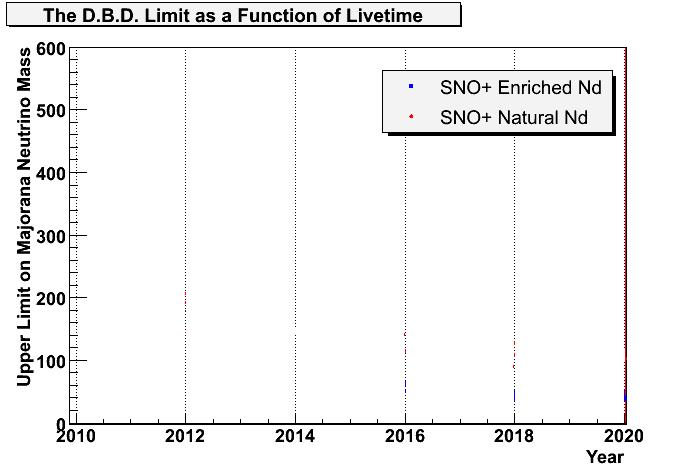 The D.B.D. Limit as a Function of Livetime
Upper Limit on Majorana Neutrino Mass
600
500
400
300
200
100
0
SNO+ Enriched Nd
SNO+ Natural Nd
2010 2012 2014 2016 2018 2020
Year